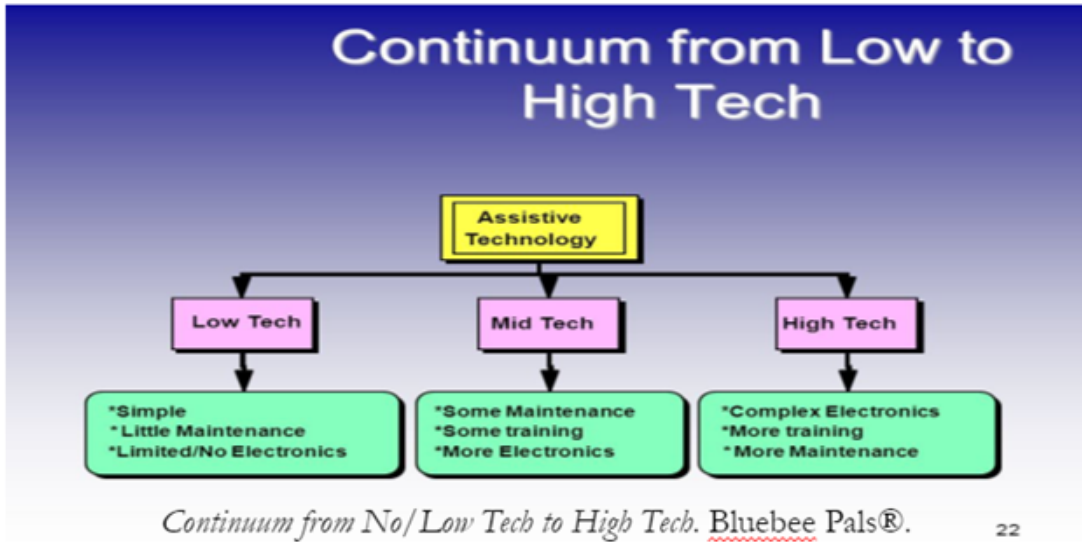 Continuum from Low to
High Tech
Assistive
Technology
Low Tech
Mid Tech
High Tech
*Simple
*Little Maintenance
*Limited/No Electronics
*Some Maintenance
*Some training
*More Electronics
*Complex Electronics
*More training
*More Maintenance
Continuum from No/Low Tech to High Tech. Bluebee Pals®.
22